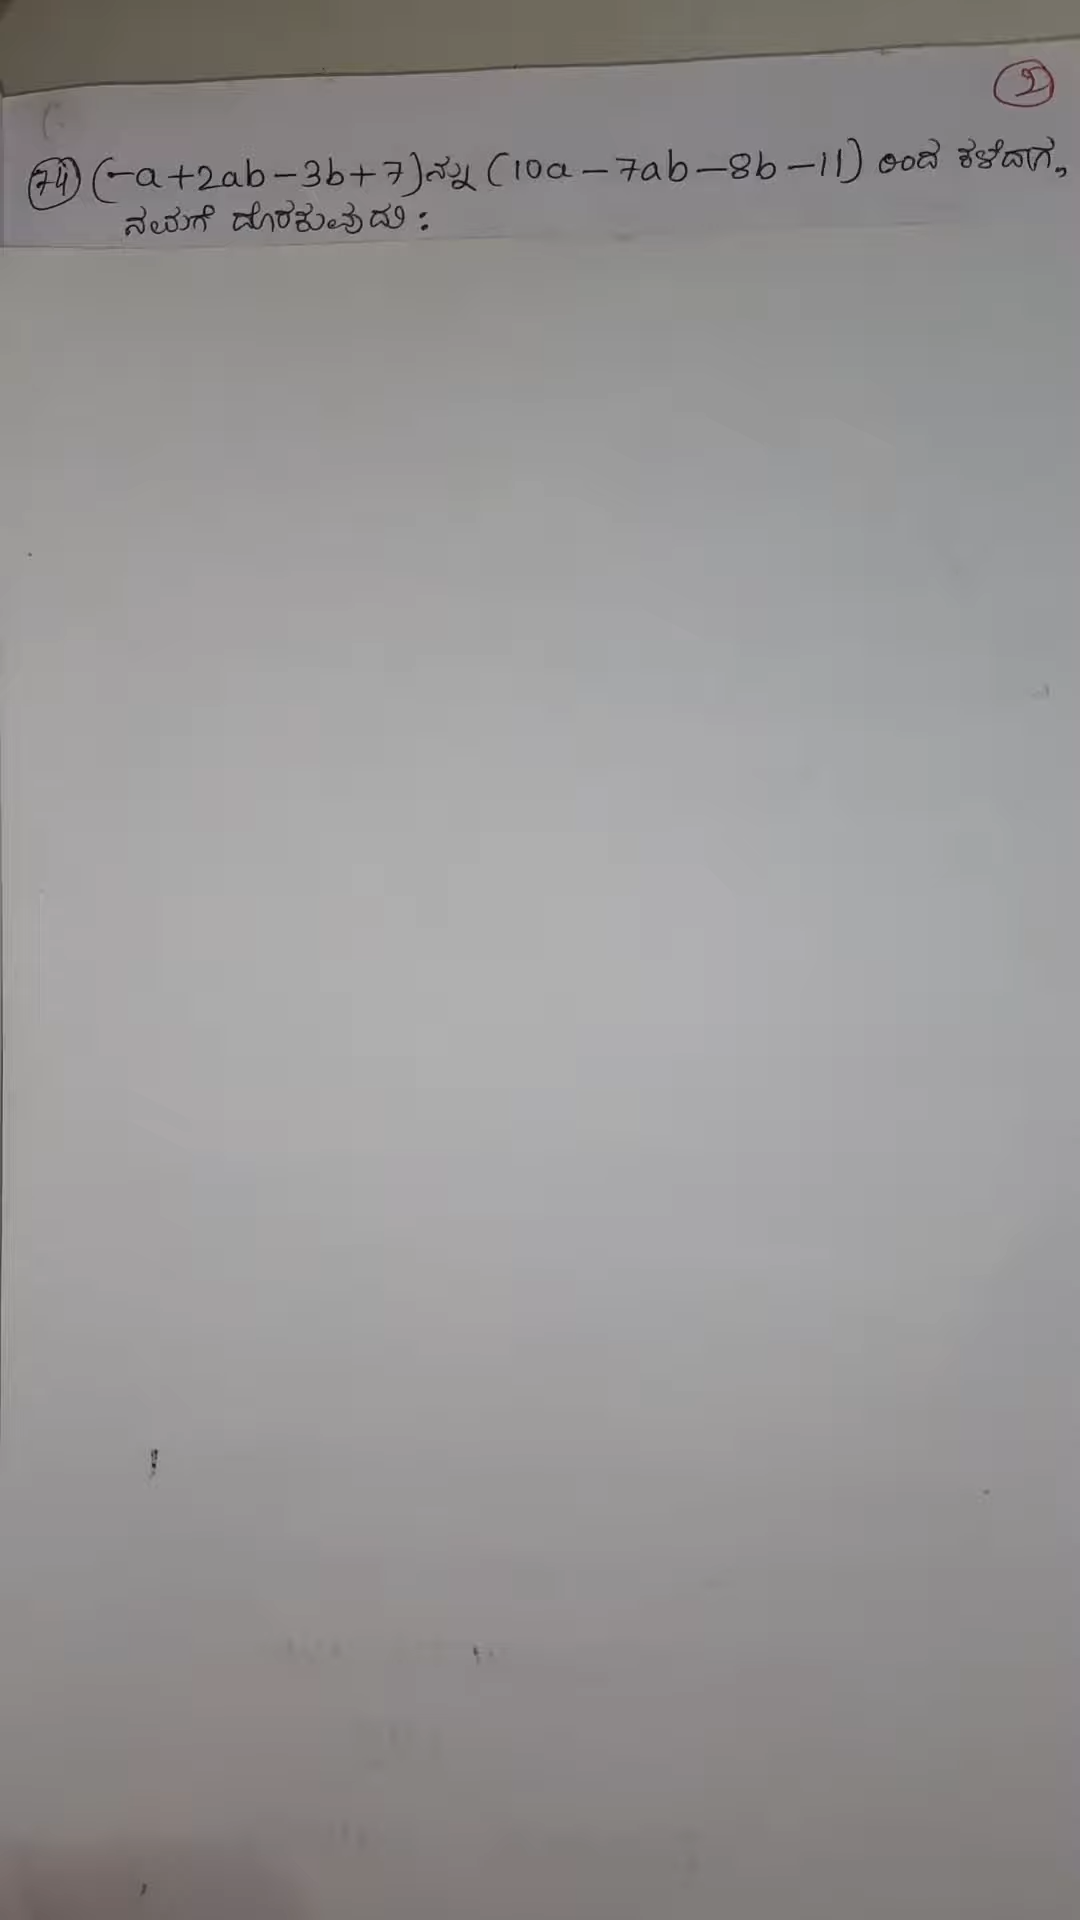 2
74) (-a+2ab-3b+7)ನ್ನು (10a-7ab-8b-11) ರಿಂದ ಕಳೆದಾಗ,
ನಮಗೆ ದೊರಕುವುದು: